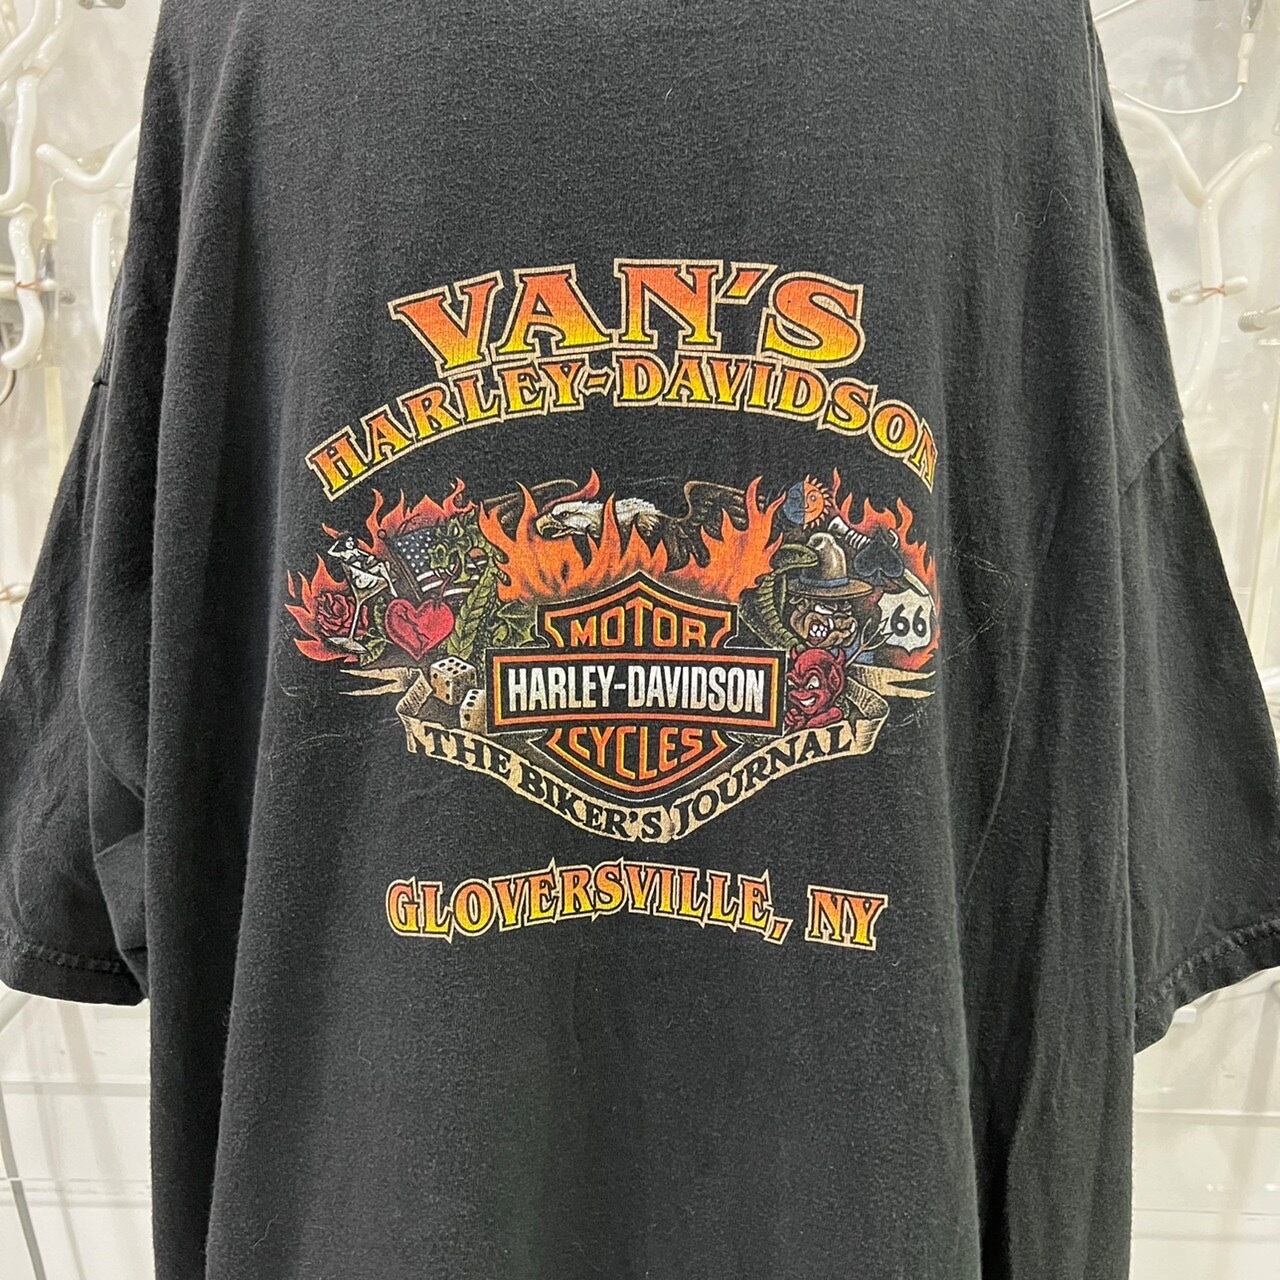 VAN'S
HARLEY-DAVIDSON
66
MOTOR
HARLEY-DAVIDSON
CYCLES
THE BIKER'S JOURNAL
GLOVERSVILLE, NY